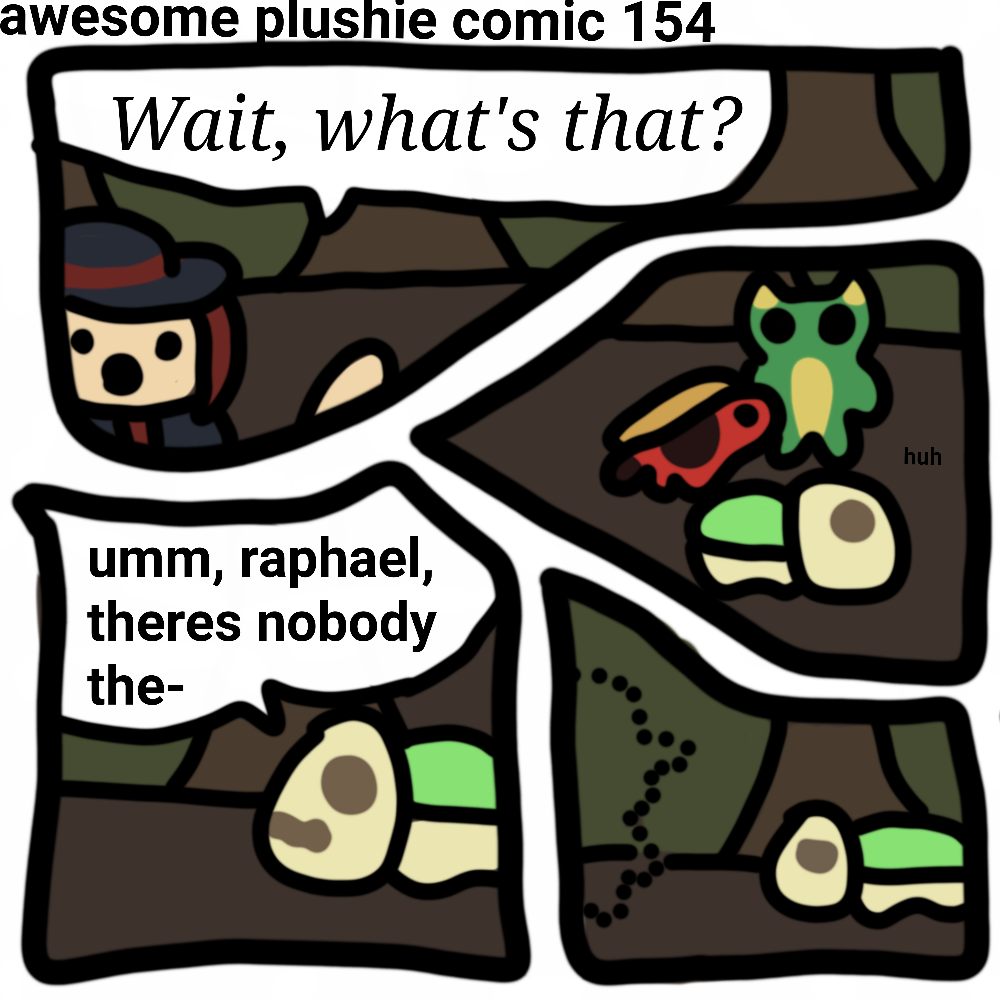 awesome plushie comic 154
Wait, what's that?
huh
umm, raphael,
theres nobody
the-